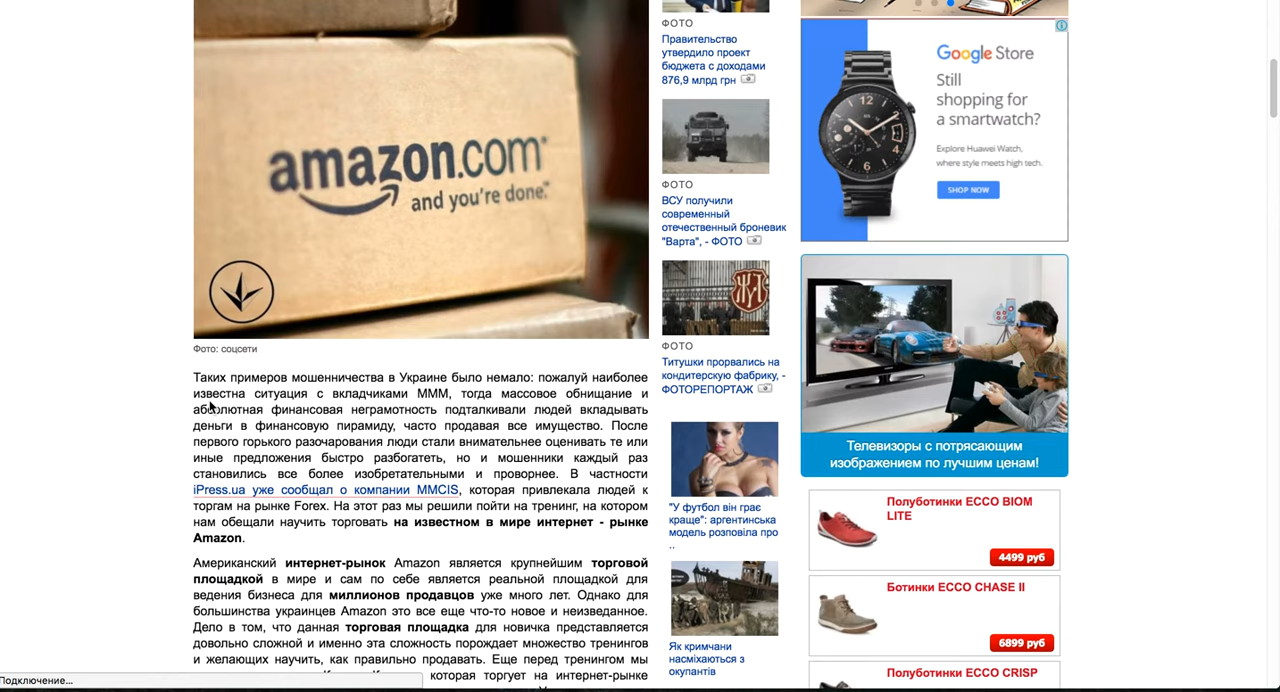 amazon.com
and you're done.
Фото: соцсети
Таких примеров мошенничества в Украине было немало: пожалуй наиболее
известна ситуация с вкладчиками МММ, тогда массовое обнищание и
абсолютная финансовая неграмотность подталкивали людей вкладывать
деньги в финансовую пирамиду, часто продавая все имущество. После
первого горького разочарования люди стали внимательнее оценивать те или
иные предложения быстро разбогатеть, но и мошенники каждый раз
становились все более изобретательными и проворнее. В частности
iPress.ua уже сообщал о компании MMCIS, которая привлекала людей к
торгам на рынке Forex. На этот раз мы решили пойти на тренинг, на котором
нам обещали научить торговать на известном в мире интернет - рынке
Amazon.
Американский интернет-рынок Amazon является крупнейшим торговой
площадкой в мире и сам по себе является реальной площадкой для
ведения бизнеса для миллионов продавцов уже много лет. Однако для
большинства украинцев Amazon это все еще что-то новое и неизведанное.
Дело в том, что данная торговая площадка для новичка представляется
довольно сложной и именно эта сложность порождает множество тренингов
и желающих научить, как правильно продавать. Еще перед тренингом мы
которая торгует на интернет-рынке
Подключение...
ФОТО
Правительство
утвердило проект
бюджета с доходами
876,9 млрд грн
ФОТО
ВСУ получили
современный
отечественный броневик
"Варта", - ФОТО
ФОТО
Титушки прорвались на
кондитерскую фабрику, -
ФОТОРЕПОРТАЖ
"У футбол він грає
краще": аргентинська
модель розповіла про
..
Як кримчани
насміхаються з
окупантів
Google Store
Still
shopping for
a smartwatch?
Explore Huawei Watch,
where style meets high tech.
SHOP NOW
Телевизоры с потрясающим
изображением по лучшим ценам!
Полуботинки ECCO BIOM
LITE
4499 руб
Ботинки ECCO CHASE II
6899 руб
Полуботинки ECCO CRISP